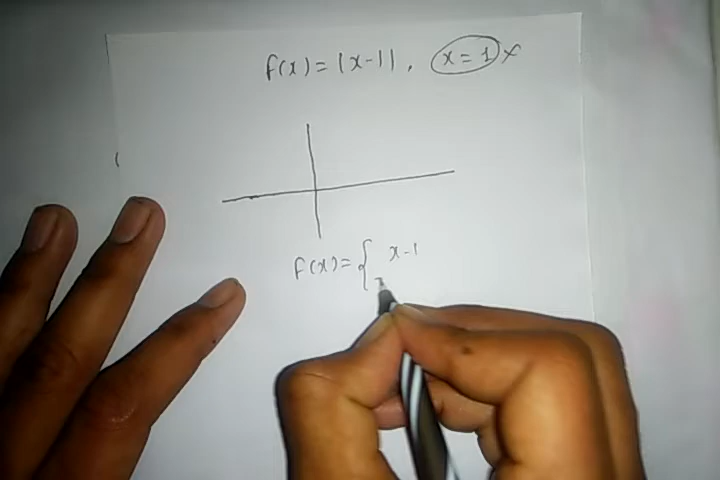 f(x) = |x-1| , x = 1 ×
f(x) = { x-1